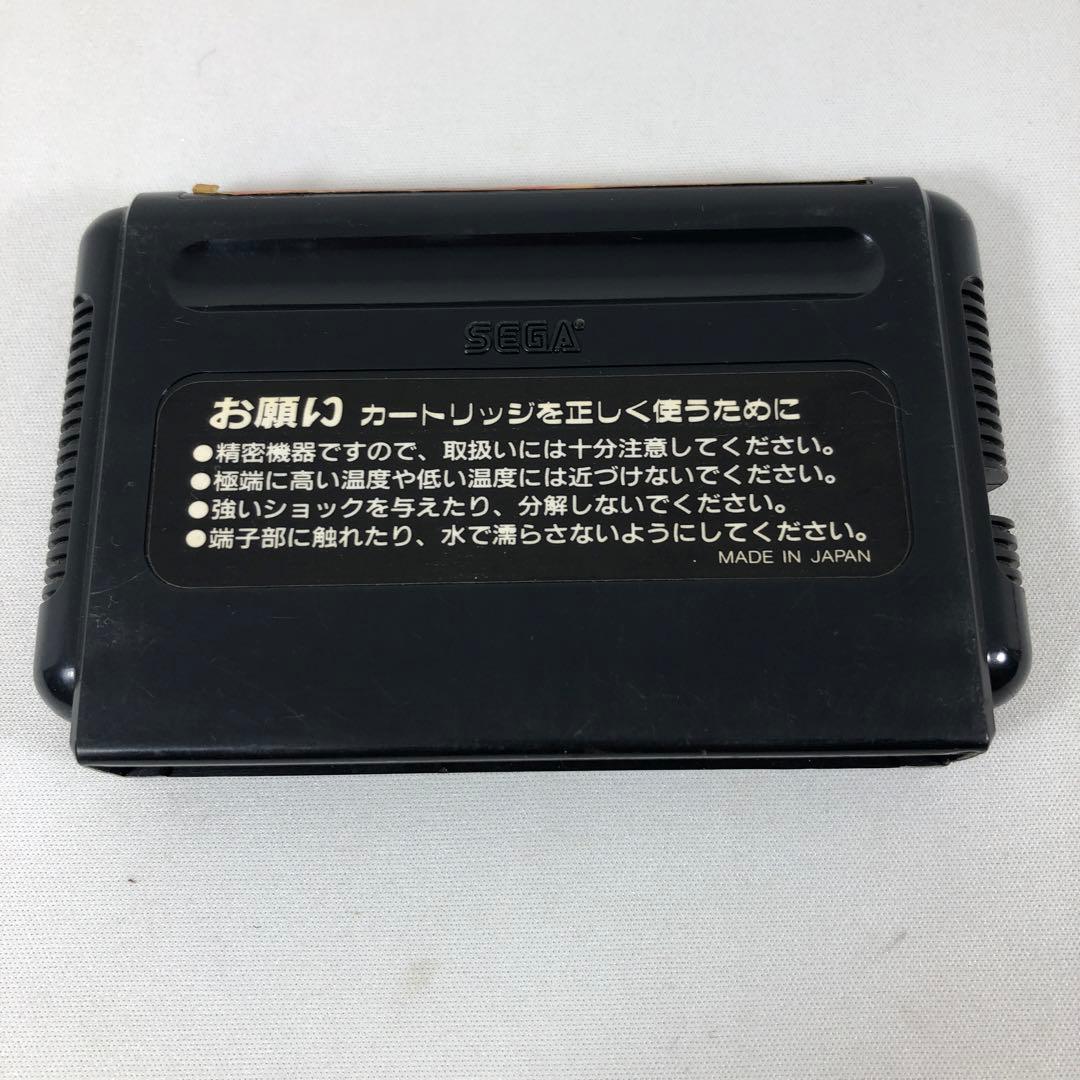 SEGA®
お願い カートリッジを正しく使うために
●精密機器ですので、取扱いには十分注意してください。
●極端に高い温度や低い温度には近づけないでください。
●強いショックを与えたり、分解しないでください。
●端子部に触れたり、水で濡らさないようにしてください。
MADE IN JAPAN